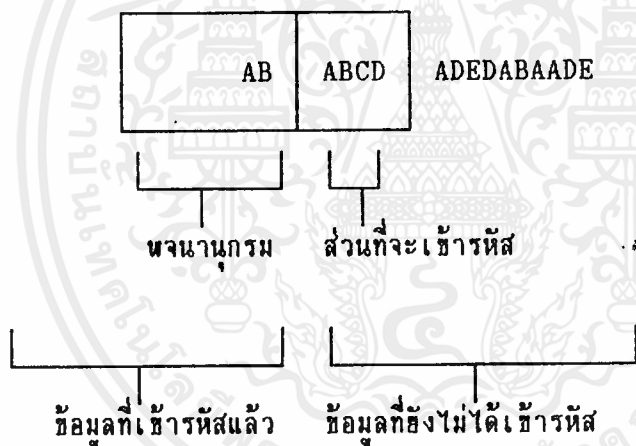 AB ABCD ADEDABAADE
พจนานุกรม ส่วนที่จะเข้ารหัส
ข้อมูลที่เข้ารหัสแล้ว ข้อมูลที่ยังไม่ได้เข้ารหัส